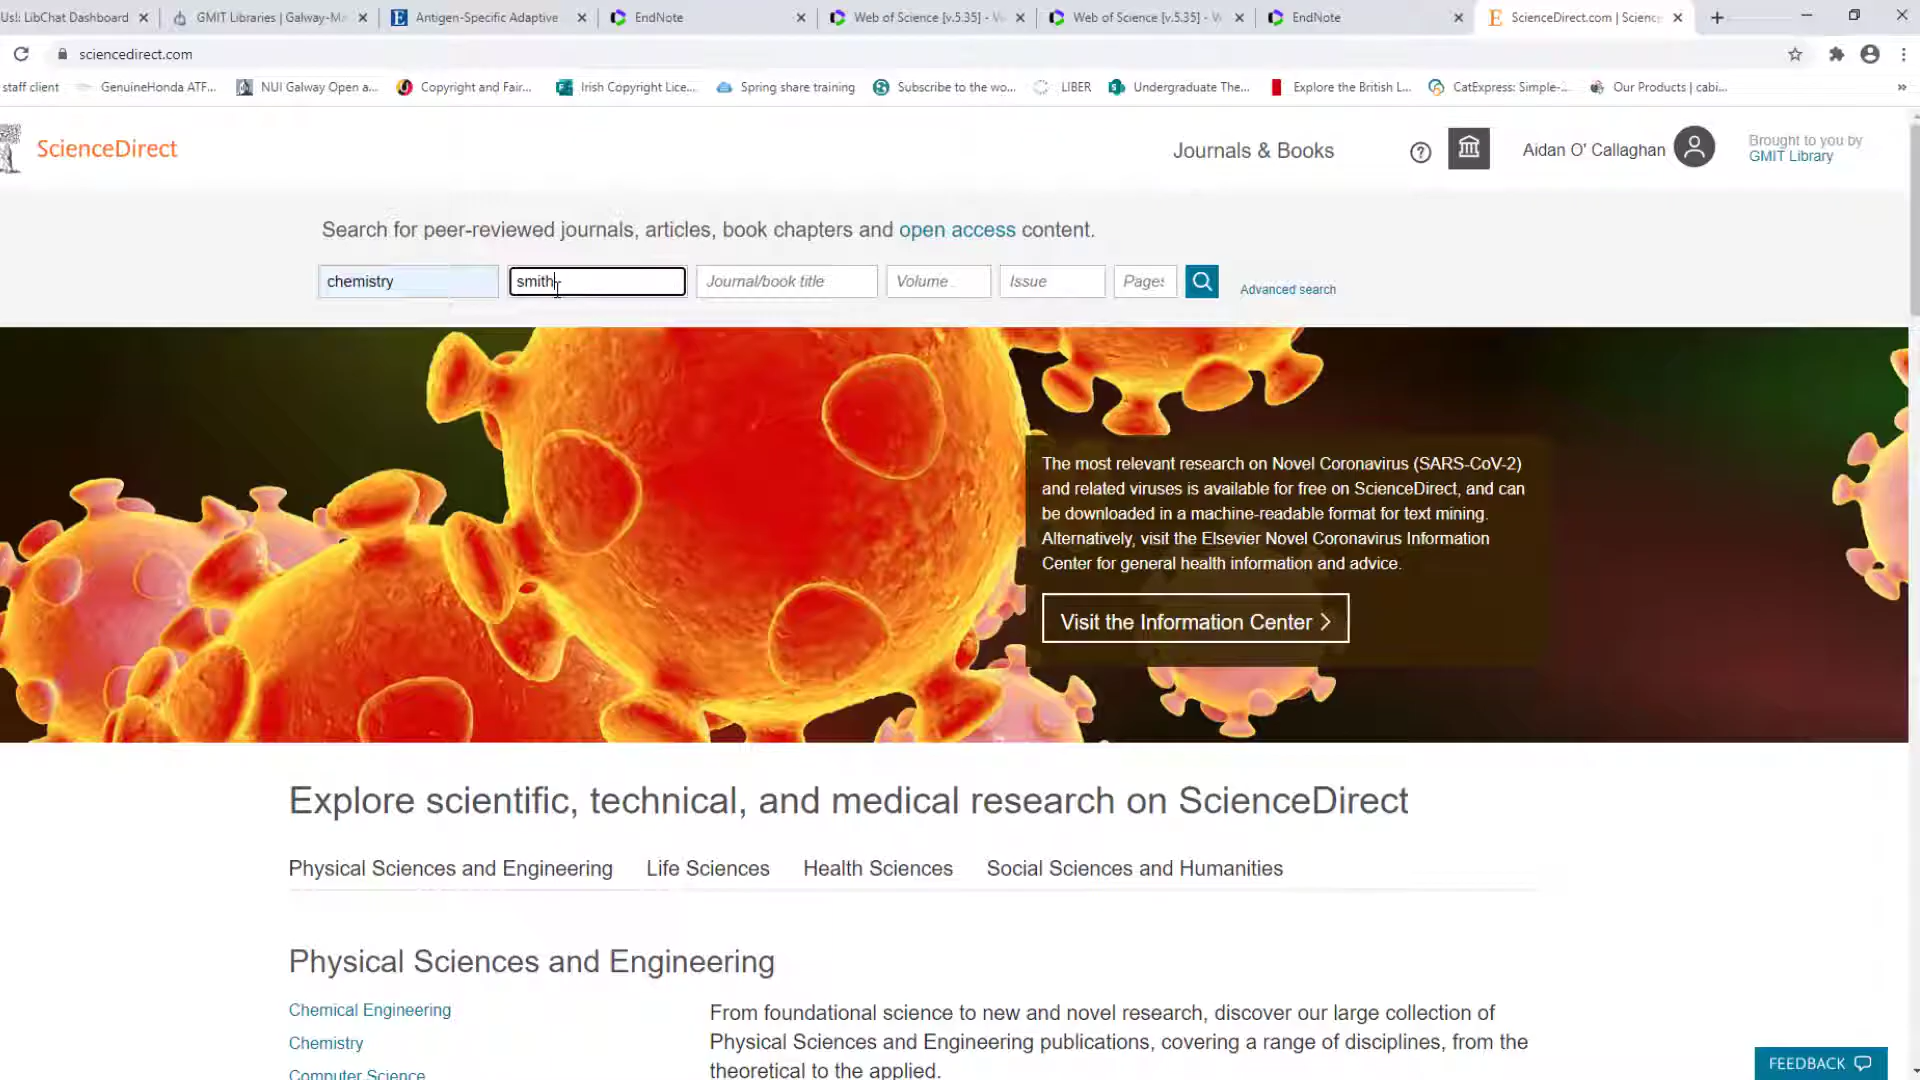 Us!: LibChat Dashboard
GMIT Libraries | Galway-Ma
Antigen-Specific Adaptive
EndNote
Web of Science [v.5.35] - W
Web of Science [v.5.35] - W
EndNote
ScienceDirect.com | Science
sciencedirect.com
staff client
GenuineHonda ATF...
NUI Galway Open a...
Copyright and Fair...
Irish Copyright Lice...
Spring share training
Subscribe to the wo...
LIBER
Undergraduate The...
Explore the British L...
CatExpress: Simple-...
Our Products | cabi...
»
ScienceDirect
Journals & Books
Aidan O' Callaghan
Brought to you by
GMIT Library
Search for peer-reviewed journals, articles, book chapters and open access content.
chemistry
smith
Journal/book title
Volume
Issue
Pages
Advanced search
The most relevant research on Novel Coronavirus (SARS-CoV-2)
and related viruses is available for free on ScienceDirect, and can
be downloaded in a machine-readable format for text mining.
Alternatively, visit the Elsevier Novel Coronavirus Information
Center for general health information and advice.
Visit the Information Center >
Explore scientific, technical, and medical research on ScienceDirect
Physical Sciences and Engineering
Life Sciences
Health Sciences
Social Sciences and Humanities
Physical Sciences and Engineering
Chemical Engineering
Chemistry
Computer Science
From foundational science to new and novel research, discover our large collection of
Physical Sciences and Engineering publications, covering a range of disciplines, from the
theoretical to the applied.
FEEDBACK